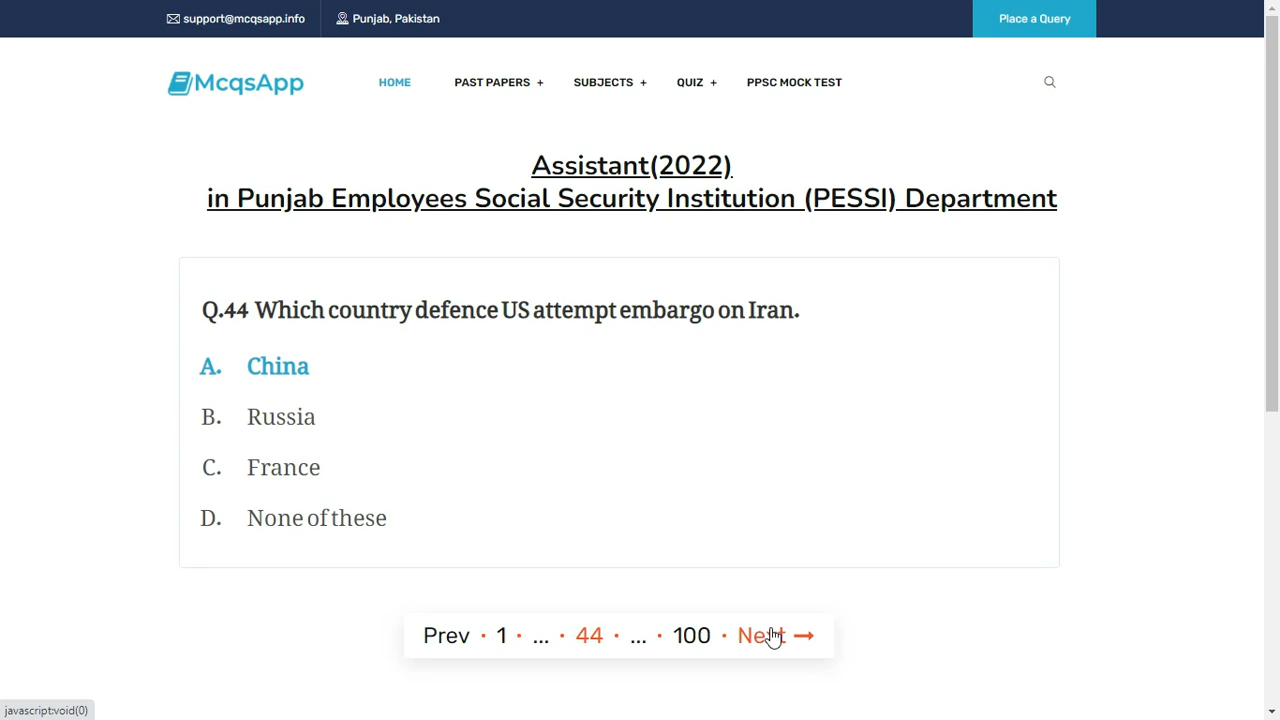 support@mcqsapp.info
Punjab, Pakistan
Place a Query
McqsApp
HOME
PAST PAPERS +
SUBJECTS +
QUIZ +
PPSC MOCK TEST
Assistant(2022)
in Punjab Employees Social Security Institution (PESSI) Department
Q.44 Which country defence US attempt embargo on Iran.
A. China
B. Russia
C. France
D. None of these
Prev · 1 · ... · 44 · ... · 100 · Next →
javascript:void(0)